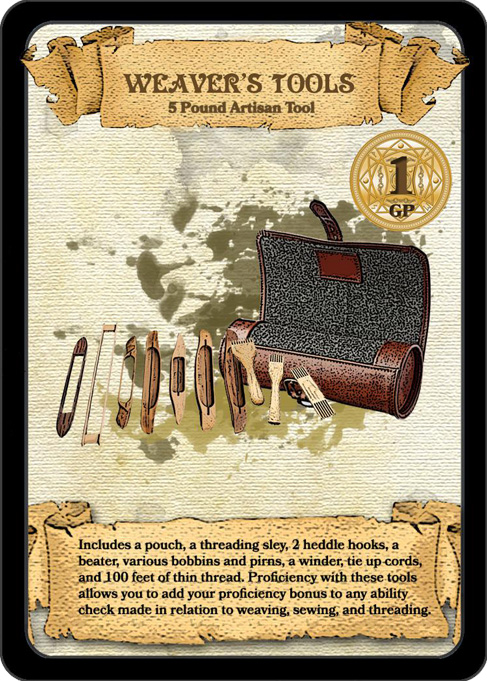 WEAVER'S TOOLS
5 Pound Artisan Tool
1
GP
Includes a pouch, a threading sley, 2 heddle hooks, a
beater, various bobbins and pirns, a winder, tie up cords,
and 100 feet of thin thread. Proficiency with these tools
allows you to add your proficiency bonus to any ability
check made in relation to weaving, sewing, and threading.